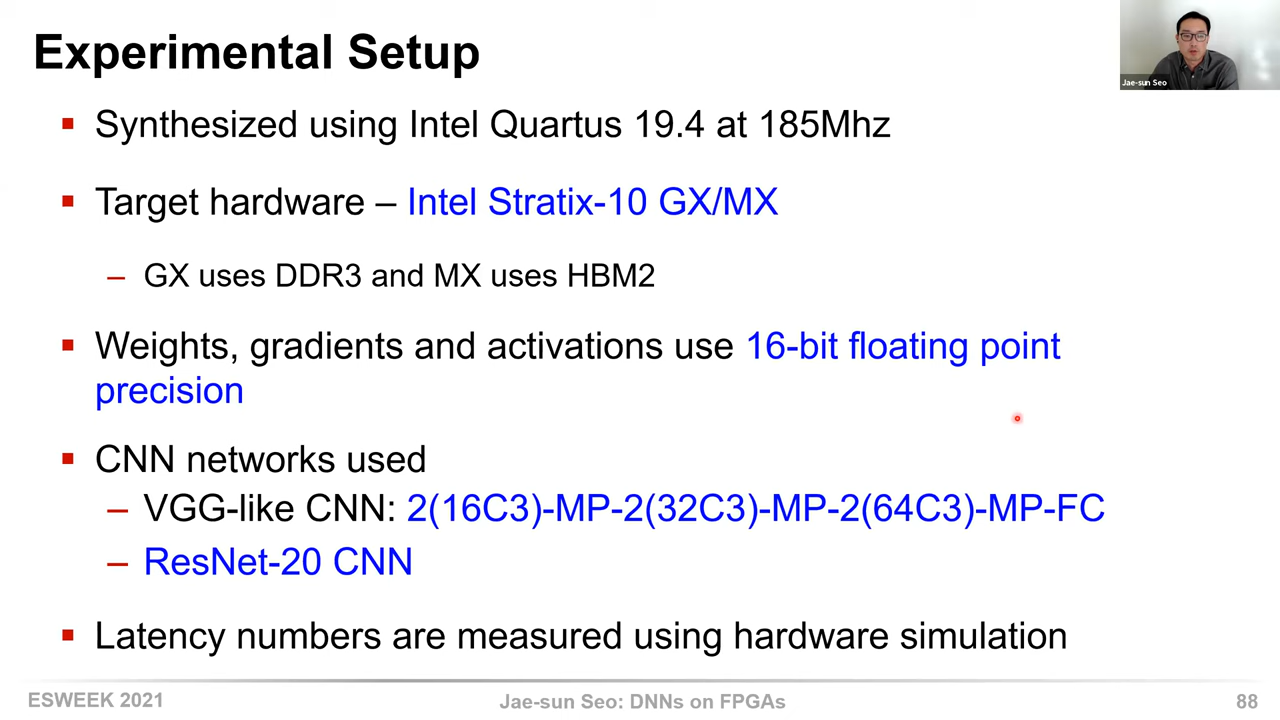 Experimental Setup
Jae-sun Seo
▪ Synthesized using Intel Quartus 19.4 at 185Mhz
▪ Target hardware – Intel Stratix-10 GX/MX
– GX uses DDR3 and MX uses HBM2
▪ Weights, gradients and activations use 16-bit floating point
precision
▪ CNN networks used
– VGG-like CNN: 2(16C3)-MP-2(32C3)-MP-2(64C3)-MP-FC
– ResNet-20 CNN
▪ Latency numbers are measured using hardware simulation
ESWEEK 2021
Jae-sun Seo: DNNs on FPGAs
88